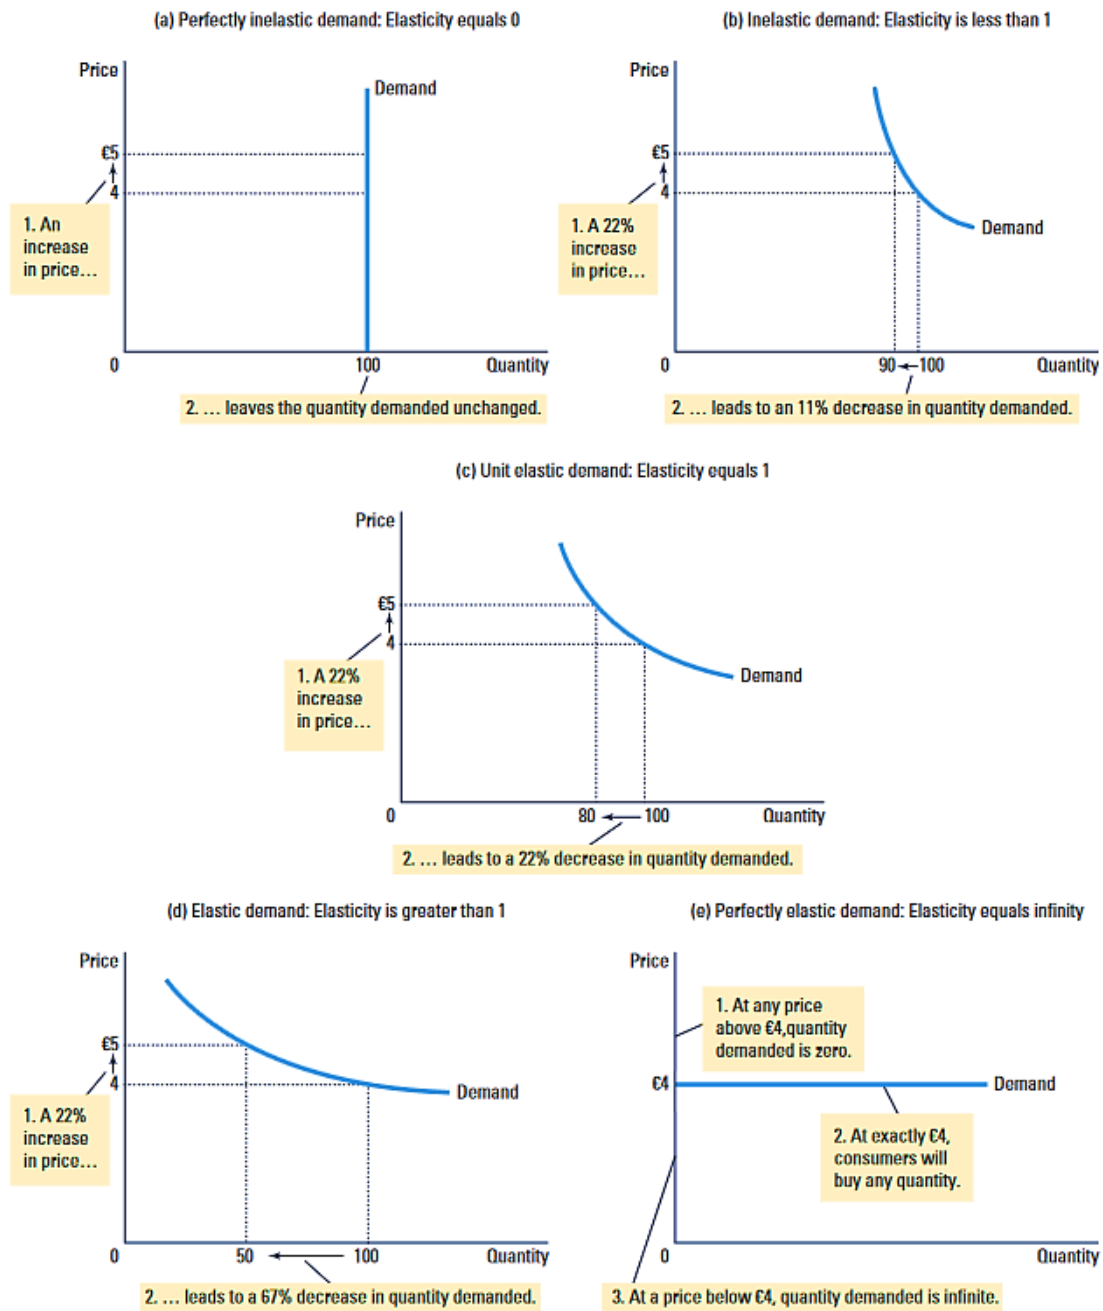 (a) Perfectly inelastic demand: Elasticity equals 0
Price
Demand
€5
4
1. An
increase
in price…
0
100
Quantity
2. … leaves the quantity demanded unchanged.
(b) Inelastic demand: Elasticity is less than 1
Price
€5
4
1. A 22%
increase
in price…
Demand
0
90
100
Quantity
2. … leads to an 11% decrease in quantity demanded.
(c) Unit elastic demand: Elasticity equals 1
Price
€5
4
1. A 22%
increase
in price…
Demand
0
80
100
Quantity
2. … leads to a 22% decrease in quantity demanded.
(d) Elastic demand: Elasticity is greater than 1
Price
€5
4
Demand
1. A 22%
increase
in price…
0
50
100
Quantity
2. … leads to a 67% decrease in quantity demanded.
(e) Perfectly elastic demand: Elasticity equals infinity
Price
1. At any price
above €4,quantity
demanded is zero.
€4
Demand
2. At exactly €4,
consumers will
buy any quantity.
0
Quantity
3. At a price below €4, quantity demanded is infinite.